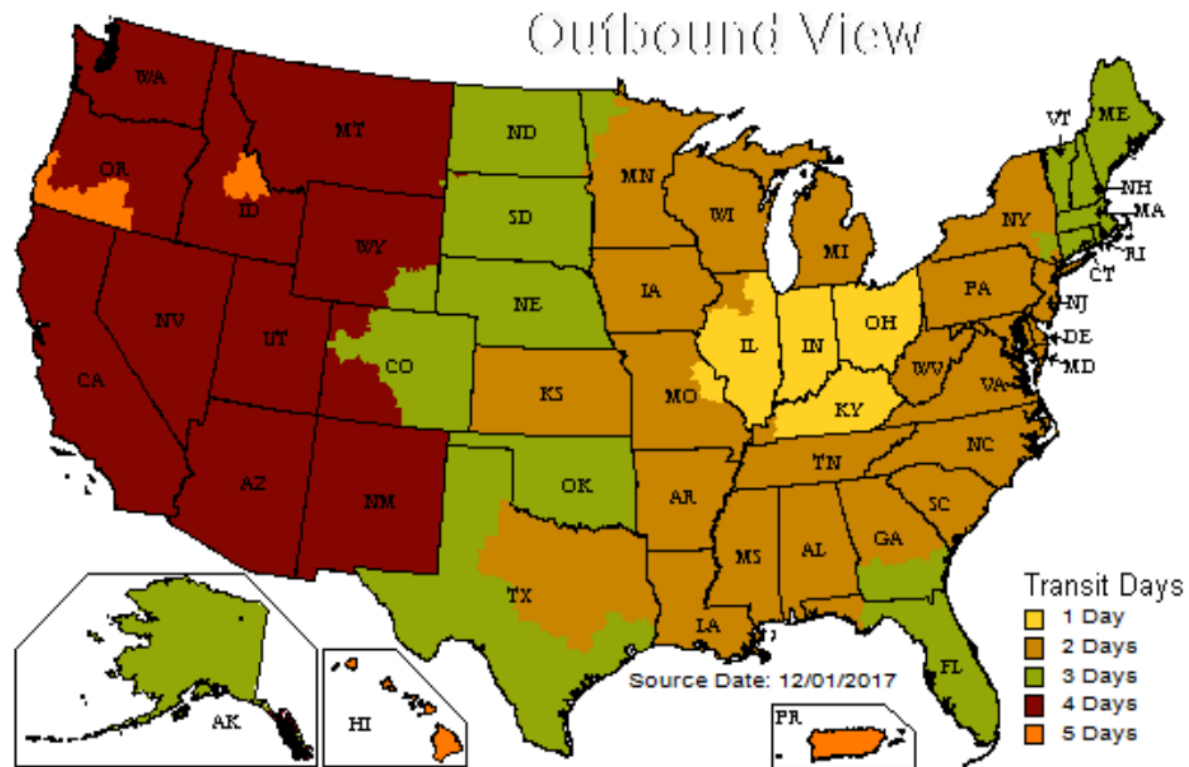 Outbound View
WA
MT
ND
MN
VT
ME
OR
ID
SD
WI
MI
NY
NH
MA
RI
CT
WY
NE
IA
PA
NJ
NV
UT
CO
IL
IN
OH
DE
MD
CA
KS
MO
WV
VA
KY
AZ
NM
OK
AR
TN
NC
SC
MS
AL
GA
TX
LA
FL
AK
HI
PR
Source Date: 12/01/2017
Transit Days
1 Day
2 Days
3 Days
4 Days
5 Days